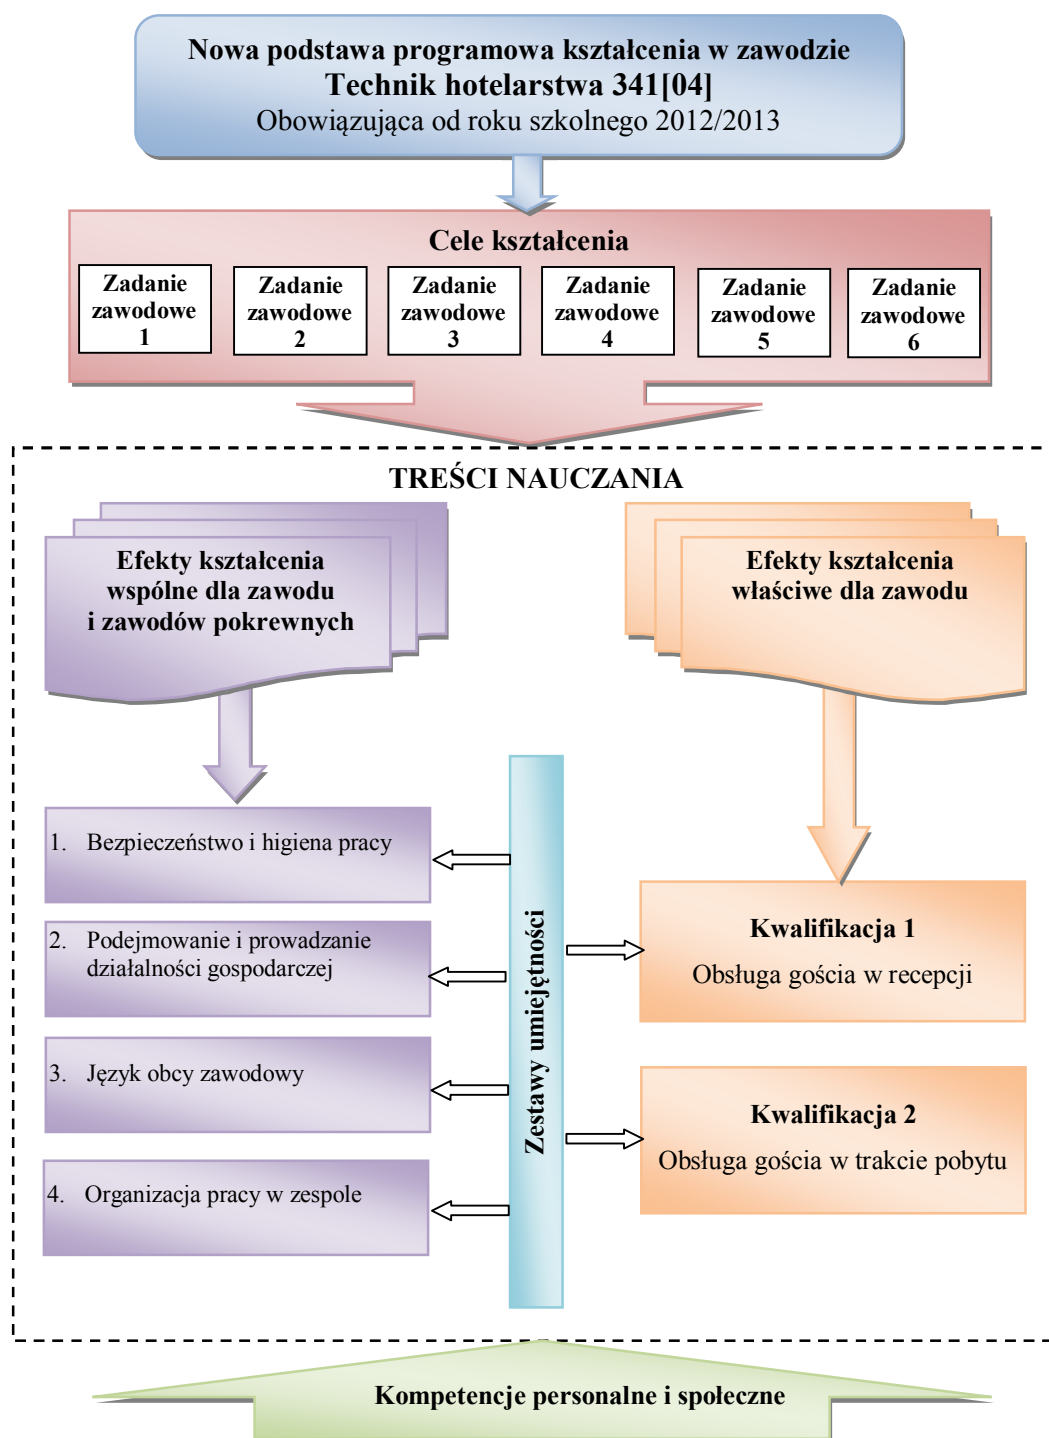 Nowa podstawa programowa kształcenia w zawodzie
Technik hotelarstwa 341[04]
Obowiązująca od roku szkolnego 2012/2013
Cele kształcenia
Zadanie
zawodowe
1
Zadanie
zawodowe
2
Zadanie
zawodowe
3
Zadanie
zawodowe
4
Zadanie
zawodowe
5
Zadanie
zawodowe
6
TREŚCI NAUCZANIA
Efekty kształcenia
wspólne dla zawodu
i zawodów pokrewnych
Efekty kształcenia
właściwe dla zawodu
1. Bezpieczeństwo i higiena pracy
2. Podejmowanie i prowadzanie
działalności gospodarczej
3. Język obcy zawodowy
4. Organizacja pracy w zespole
Zestawy umiejętności
Kwalifikacja 1
Obsługa gościa w recepcji
Kwalifikacja 2
Obsługa gościa w trakcie pobytu
Kompetencje personalne i społeczne